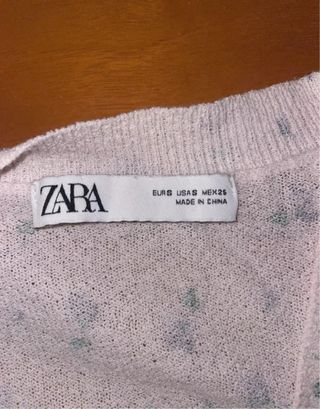 ZARA
EUR S USA S MEX 26
MADE IN CHINA